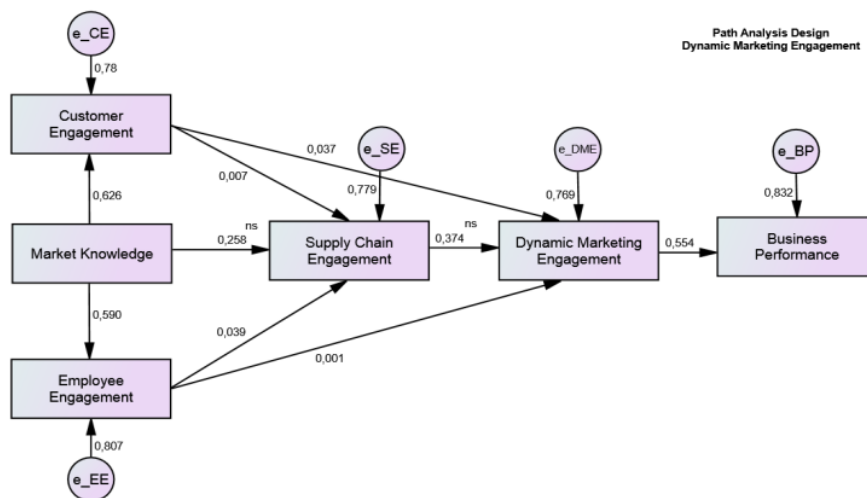 Path Analysis Design
Dynamic Marketing Engagement
e_CE
0,78
Customer
Engagement
e_SE
e_DME
e_BP
0,037
0,007
0,779
0,769
0,832
0,626
ns
ns
Market Knowledge
0,258
Supply Chain
Engagement
0,374
Dynamic Marketing
Engagement
0,554
Business
Performance
0,590
0,039
0,001
Employee
Engagement
0,807
e_EE